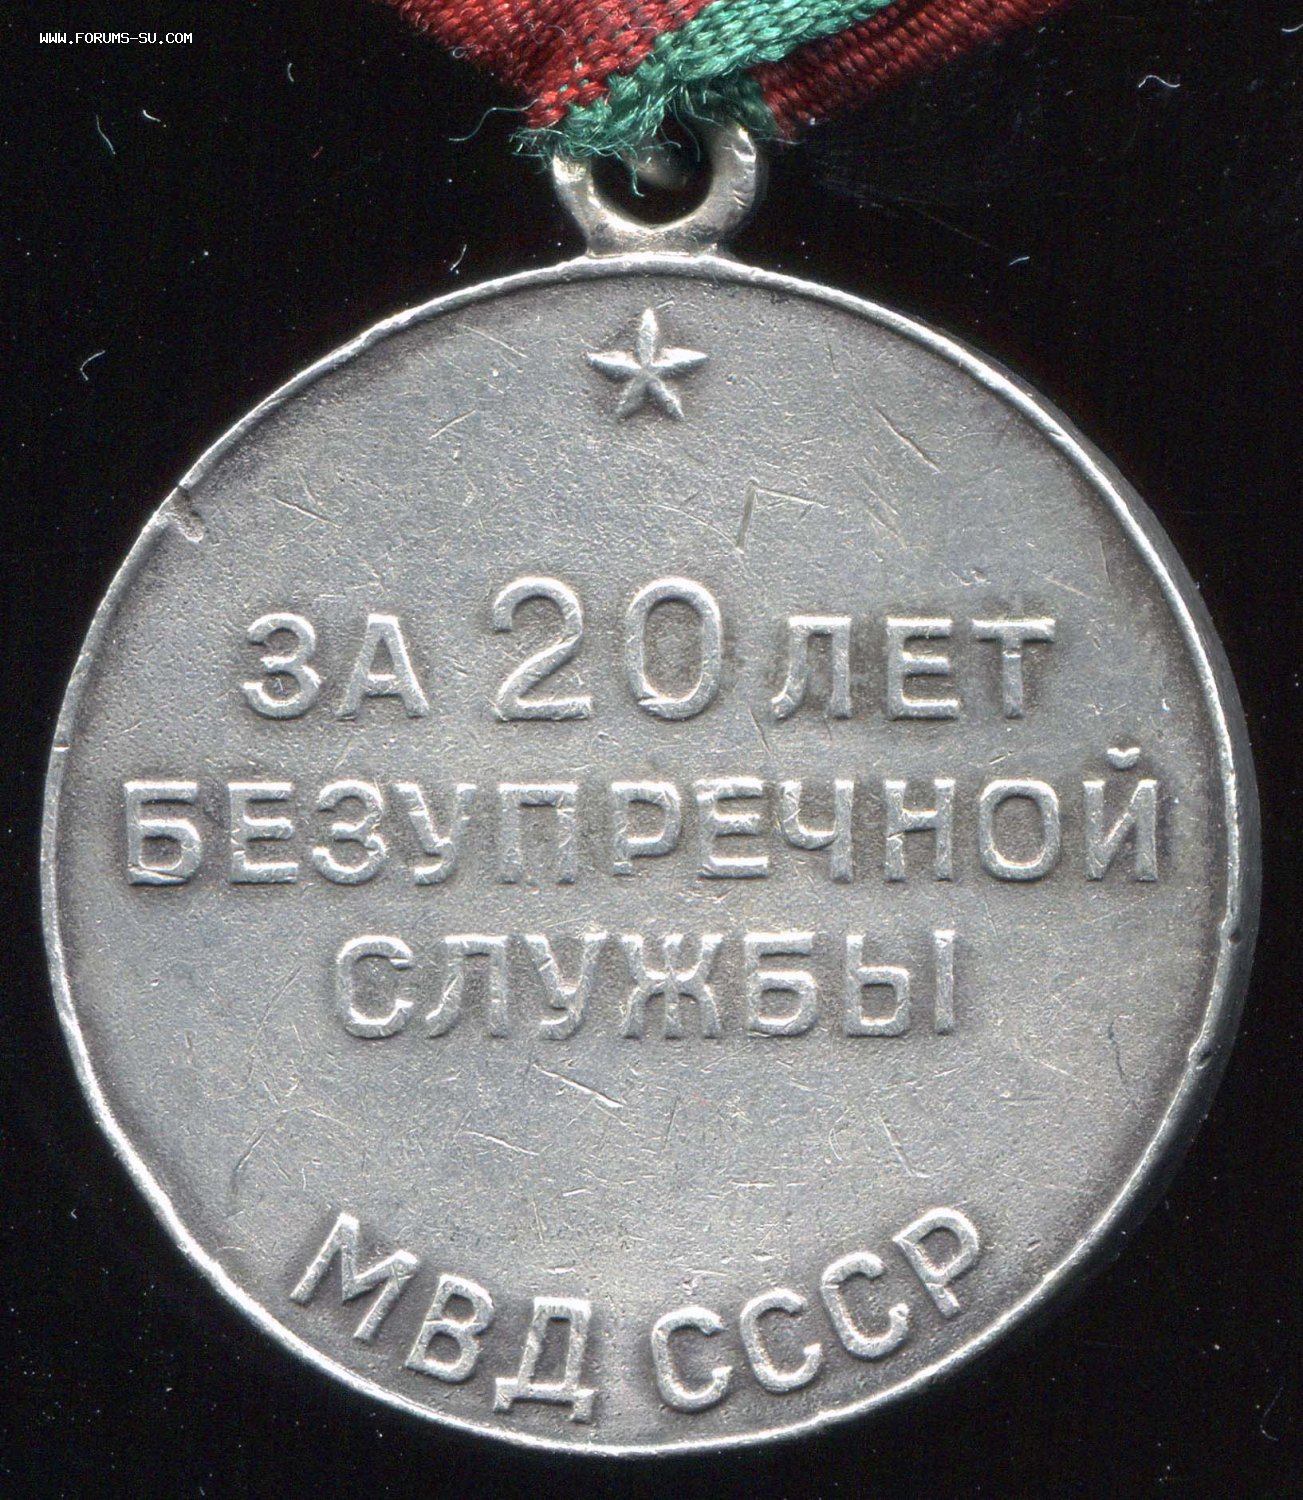 WWW.FORUMS-SU.COM
ЗА 20 ЛЕТ
БЕЗУПРЕЧНОЙ
СЛУЖБЫ
МВД СССР